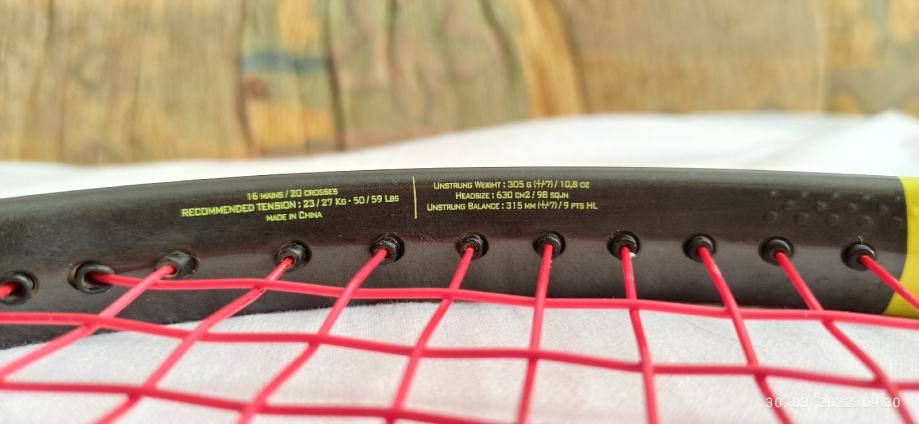 16 MAINS / 20 CROSSES
RECOMMENDED TENSION : 23 / 27 KG - 50 / 59 LBS
MADE IN CHINA
UNSTRUNG WEIGHT : 305 G (+/-7) / 10,8 OZ
HEADSIZE : 630 CM2 / 98 SQ.IN
UNSTRUNG BALANCE : 315 MM (+/-7) / 9 PTS HL
30.03.2022 09:30